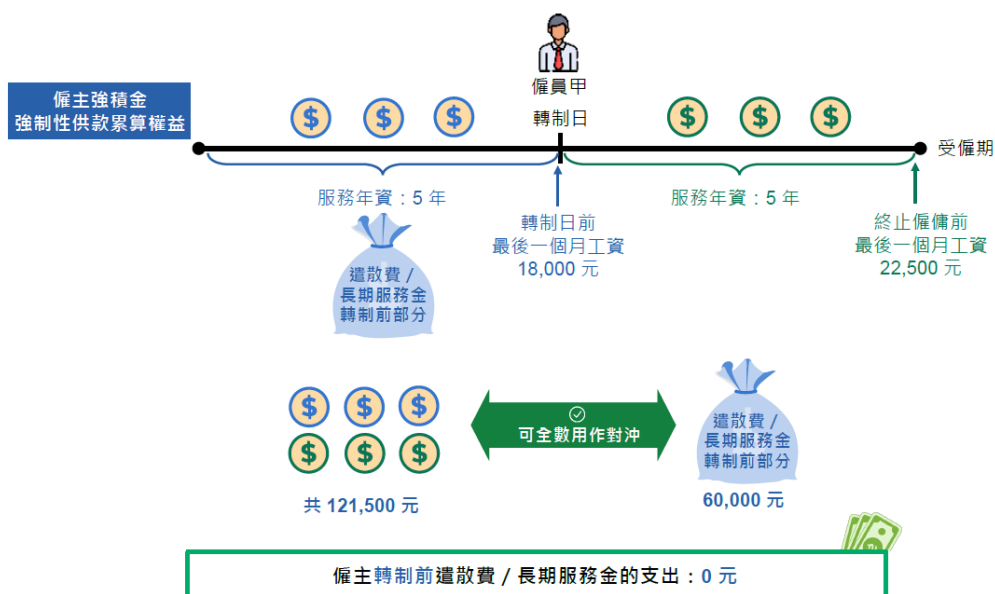 僱員甲
轉制日
僱主強積金
強制性供款累算權益
$ $ $ $ $ $
受僱期
服務年資：5 年
服務年資：5 年
轉制日前
最後一個月工資
18,000 元
終止僱傭前
最後一個月工資
22,500 元
遣散費 /
長期服務金
轉制前部分
$ $ $
$ $ $
可全數用作對沖
遣散費 /
長期服務金
轉制前部分
共 121,500 元
60,000 元
僱主轉制前遣散費 / 長期服務金的支出：0 元